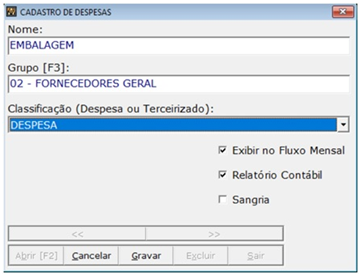 CADASTRO DE DESPESAS
Nome:
EMBALAGEM
Grupo [F3]:
02 - FORNECEDORES GERAL
Classificação (Despesa ou Terceirizado):
DESPESA
Exibir no Fluxo Mensal
Relatório Contábil
Sangria
<< >>
Abrir [F2] Cancelar Gravar Excluir Sair